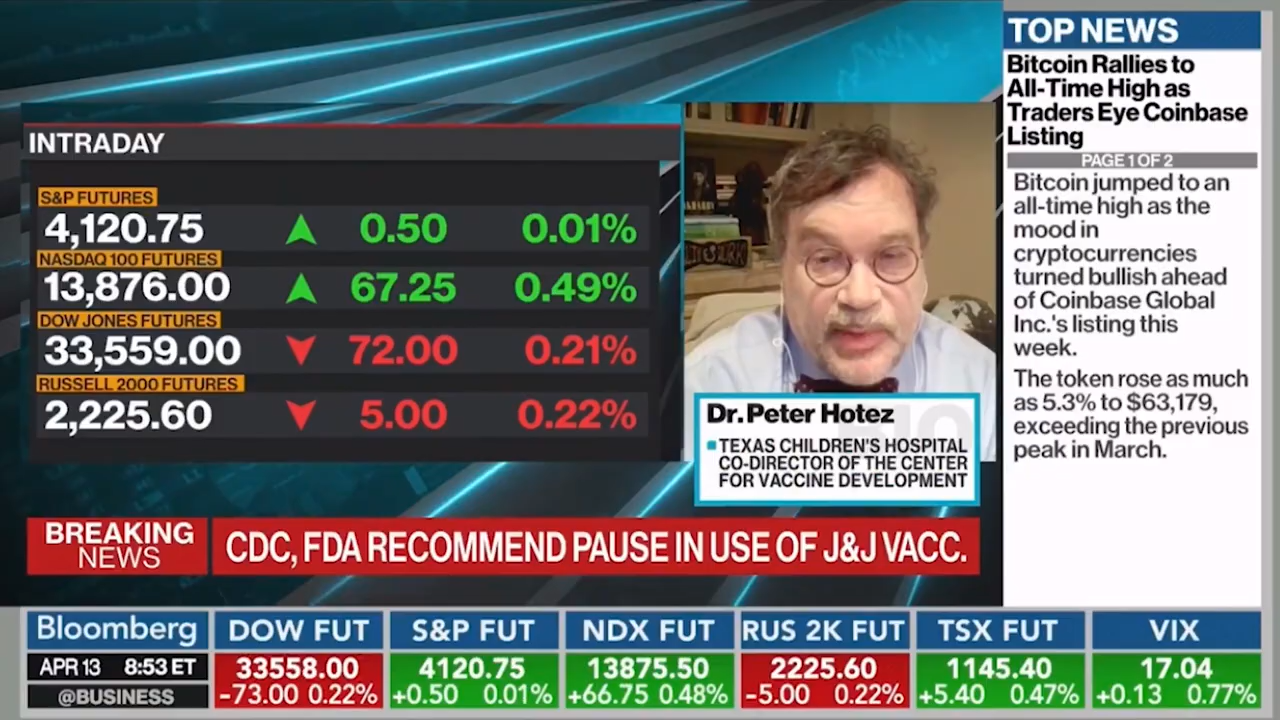 INTRADAY
S&P FUTURES
4,120.75 ▲ 0.50 0.01%
NASDAQ 100 FUTURES
13,876.00 ▲ 67.25 0.49%
DOW JONES FUTURES
33,559.00 ▼ 72.00 0.21%
RUSSELL 2000 FUTURES
2,225.60 ▼ 5.00 0.22%
Dr. Peter Hotez
TEXAS CHILDREN'S HOSPITAL
CO-DIRECTOR OF THE CENTER
FOR VACCINE DEVELOPMENT
BREAKING
NEWS
CDC, FDA RECOMMEND PAUSE IN USE OF J&J VACC.
TOP NEWS
Bitcoin Rallies to
All-Time High as
Traders Eye Coinbase
Listing
PAGE 1 OF 2
Bitcoin jumped to an
all-time high as the
mood in
cryptocurrencies
turned bullish ahead
of Coinbase Global
Inc.'s listing this
week.
The token rose as much
as 5.3% to $63,179,
exceeding the previous
peak in March.
Bloomberg DOW FUT S&P FUT NDX FUT RUS 2K FUT TSX FUT VIX
APR 13 8:53 ET 33558.00 4120.75 13875.50 2225.60 1145.40 17.04
@BUSINESS -73.00 0.22% +0.50 0.01% +66.75 0.48% -5.00 0.22% +5.40 0.47% +0.13 0.77%